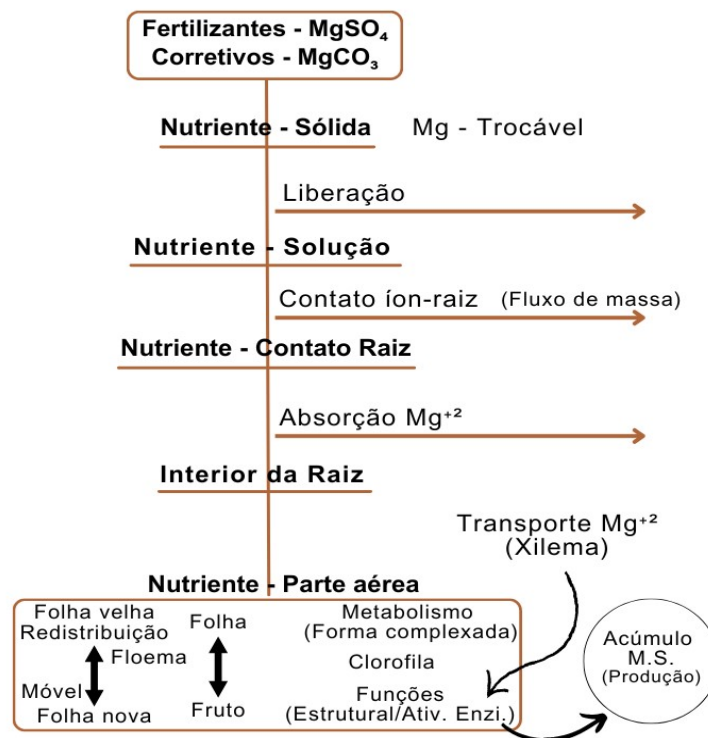 Fertilizantes - MgSO₄
Corretivos - MgCO₃
Nutriente - Sólida Mg - Trocável
Liberação
Nutriente - Solução
Contato íon-raiz (Fluxo de massa)
Nutriente - Contato Raiz
Absorção Mg⁺²
Interior da Raiz
Transporte Mg⁺²
(Xilema)
Nutriente - Parte aérea
Folha velha
Redistribuição
Floema
Móvel
Folha nova
Folha
Fruto
Metabolismo
(Forma complexada)
Clorofila
Funções
(Estrutural/Ativ. Enzi.)
Acúmulo
M.S.
(Produção)